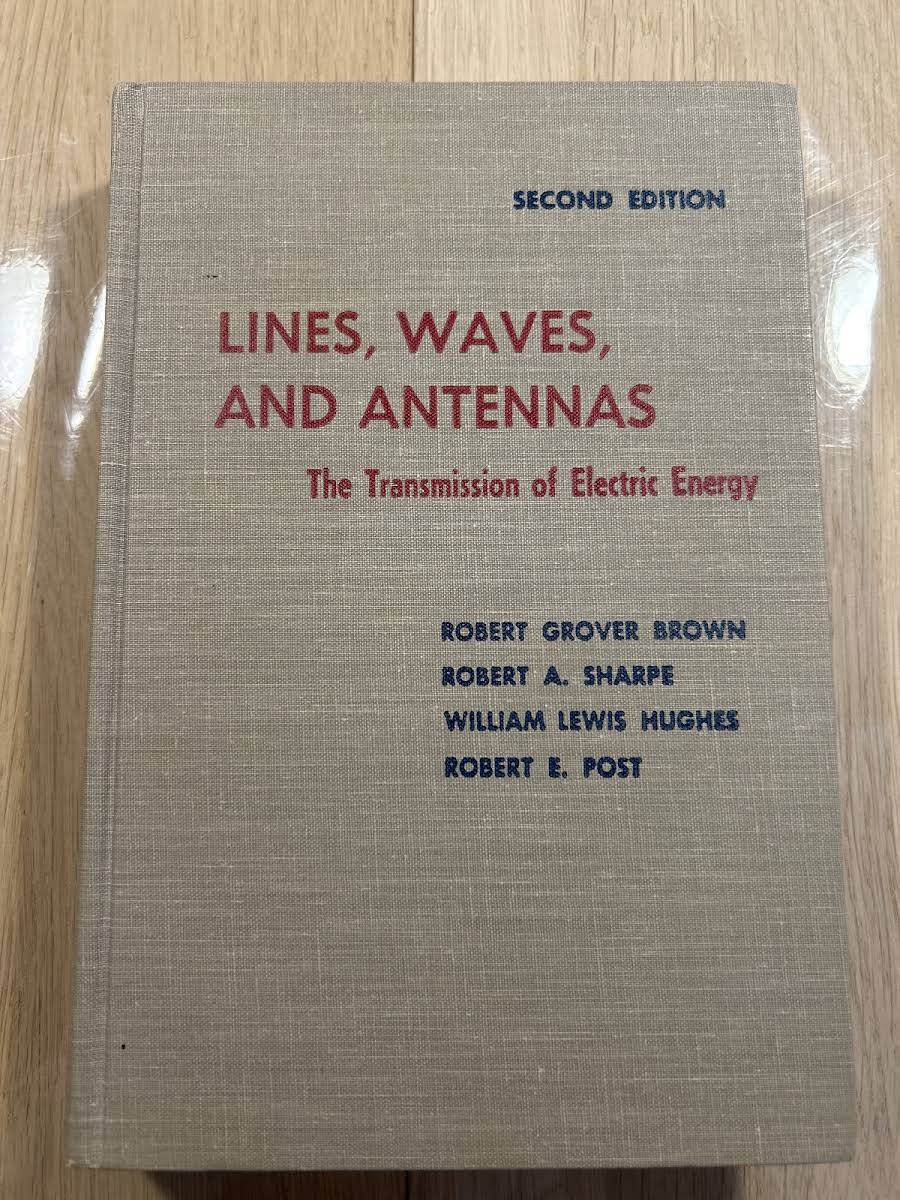 SECOND EDITION
LINES, WAVES,
AND ANTENNAS
The Transmission of Electric Energy
ROBERT GROVER BROWN
ROBERT A. SHARPE
WILLIAM LEWIS HUGHES
ROBERT E. POST